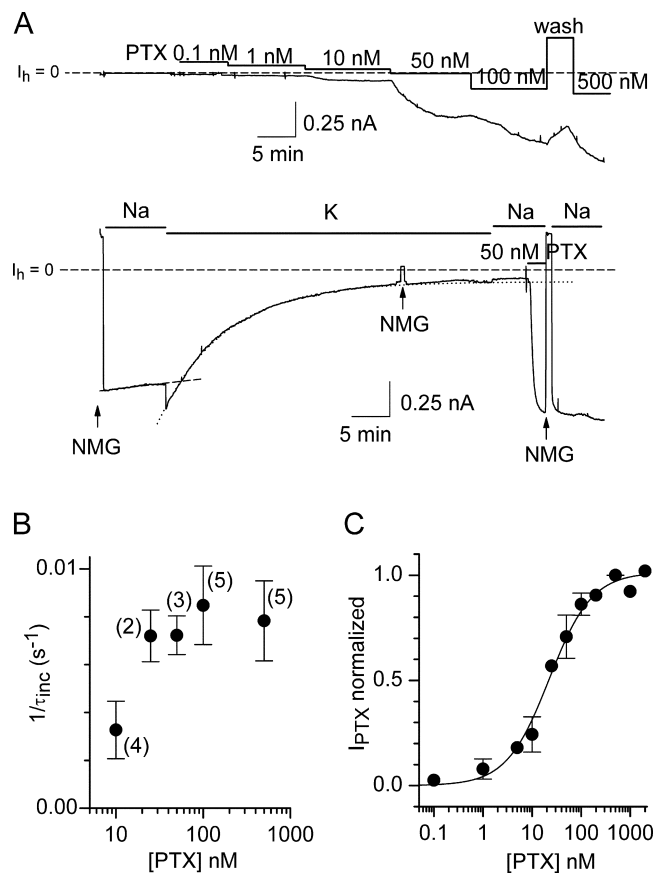 A
wash
PTX 0.1 nM 1 nM 10 nM 50 nM 100 nM 500 nM
Ih = 0
0.25 nA
5 min
Na K Na Na
50 nM PTX
Ih = 0
NMG
0.25 nA
5 min
NMG NMG
B C
0.01
(5)
(3) (5)
(2)
(4)
1/τinc (s-1)
0.00
10 100 1000
[PTX] nM
1.0
0.5
0.0
IPTX normalized
0.1 1 10 100 1000
[PTX] nM